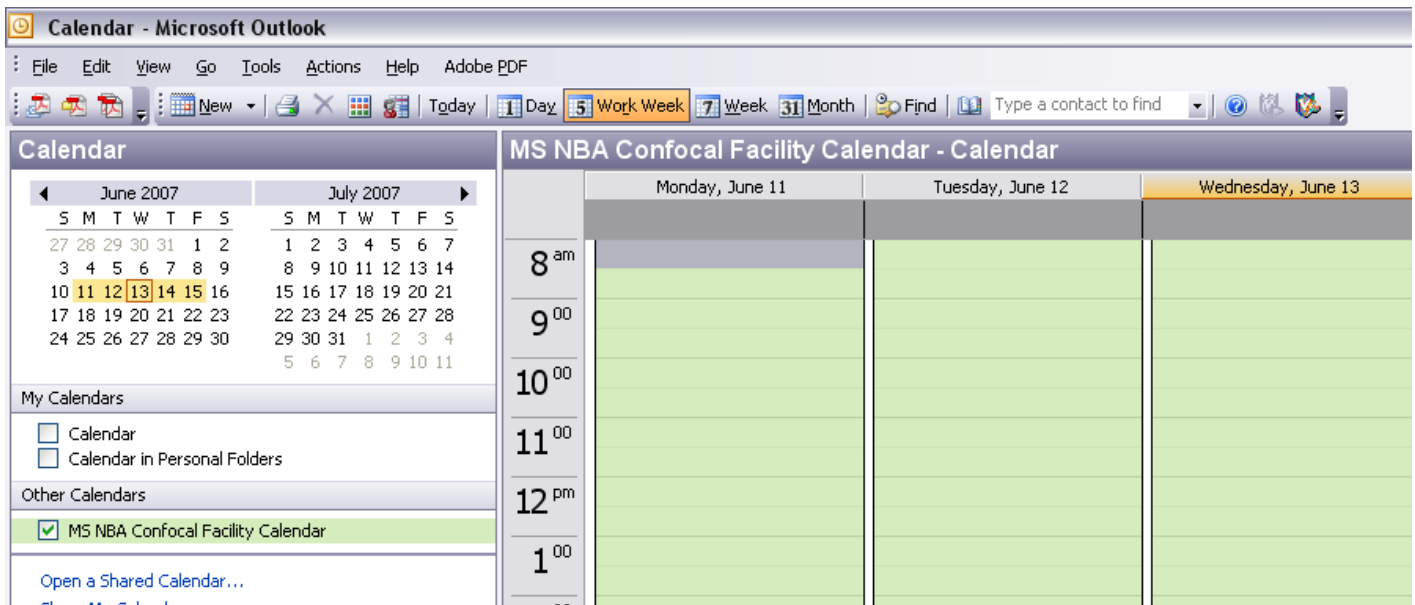 Calendar - Microsoft Outlook
File Edit View Go Tools Actions Help Adobe PDF
New Today 1 Day 5 Work Week 7 Week 31 Month Find Type a contact to find
Calendar
MS NBA Confocal Facility Calendar - Calendar
June 2007 July 2007
S M T W T F S S M T W T F S
27 28 29 30 31 1 2 1 2 3 4 5 6 7
3 4 5 6 7 8 9 8 9 10 11 12 13 14
10 11 12 13 14 15 16 15 16 17 18 19 20 21
17 18 19 20 21 22 23 22 23 24 25 26 27 28
24 25 26 27 28 29 30 29 30 31 1 2 3 4
5 6 7 8 9 10 11
My Calendars
Calendar
Calendar in Personal Folders
Other Calendars
MS NBA Confocal Facility Calendar
Open a Shared Calendar...
Monday, June 11 Tuesday, June 12 Wednesday, June 13
8 am
9 00
10 00
11 00
12 pm
1 00